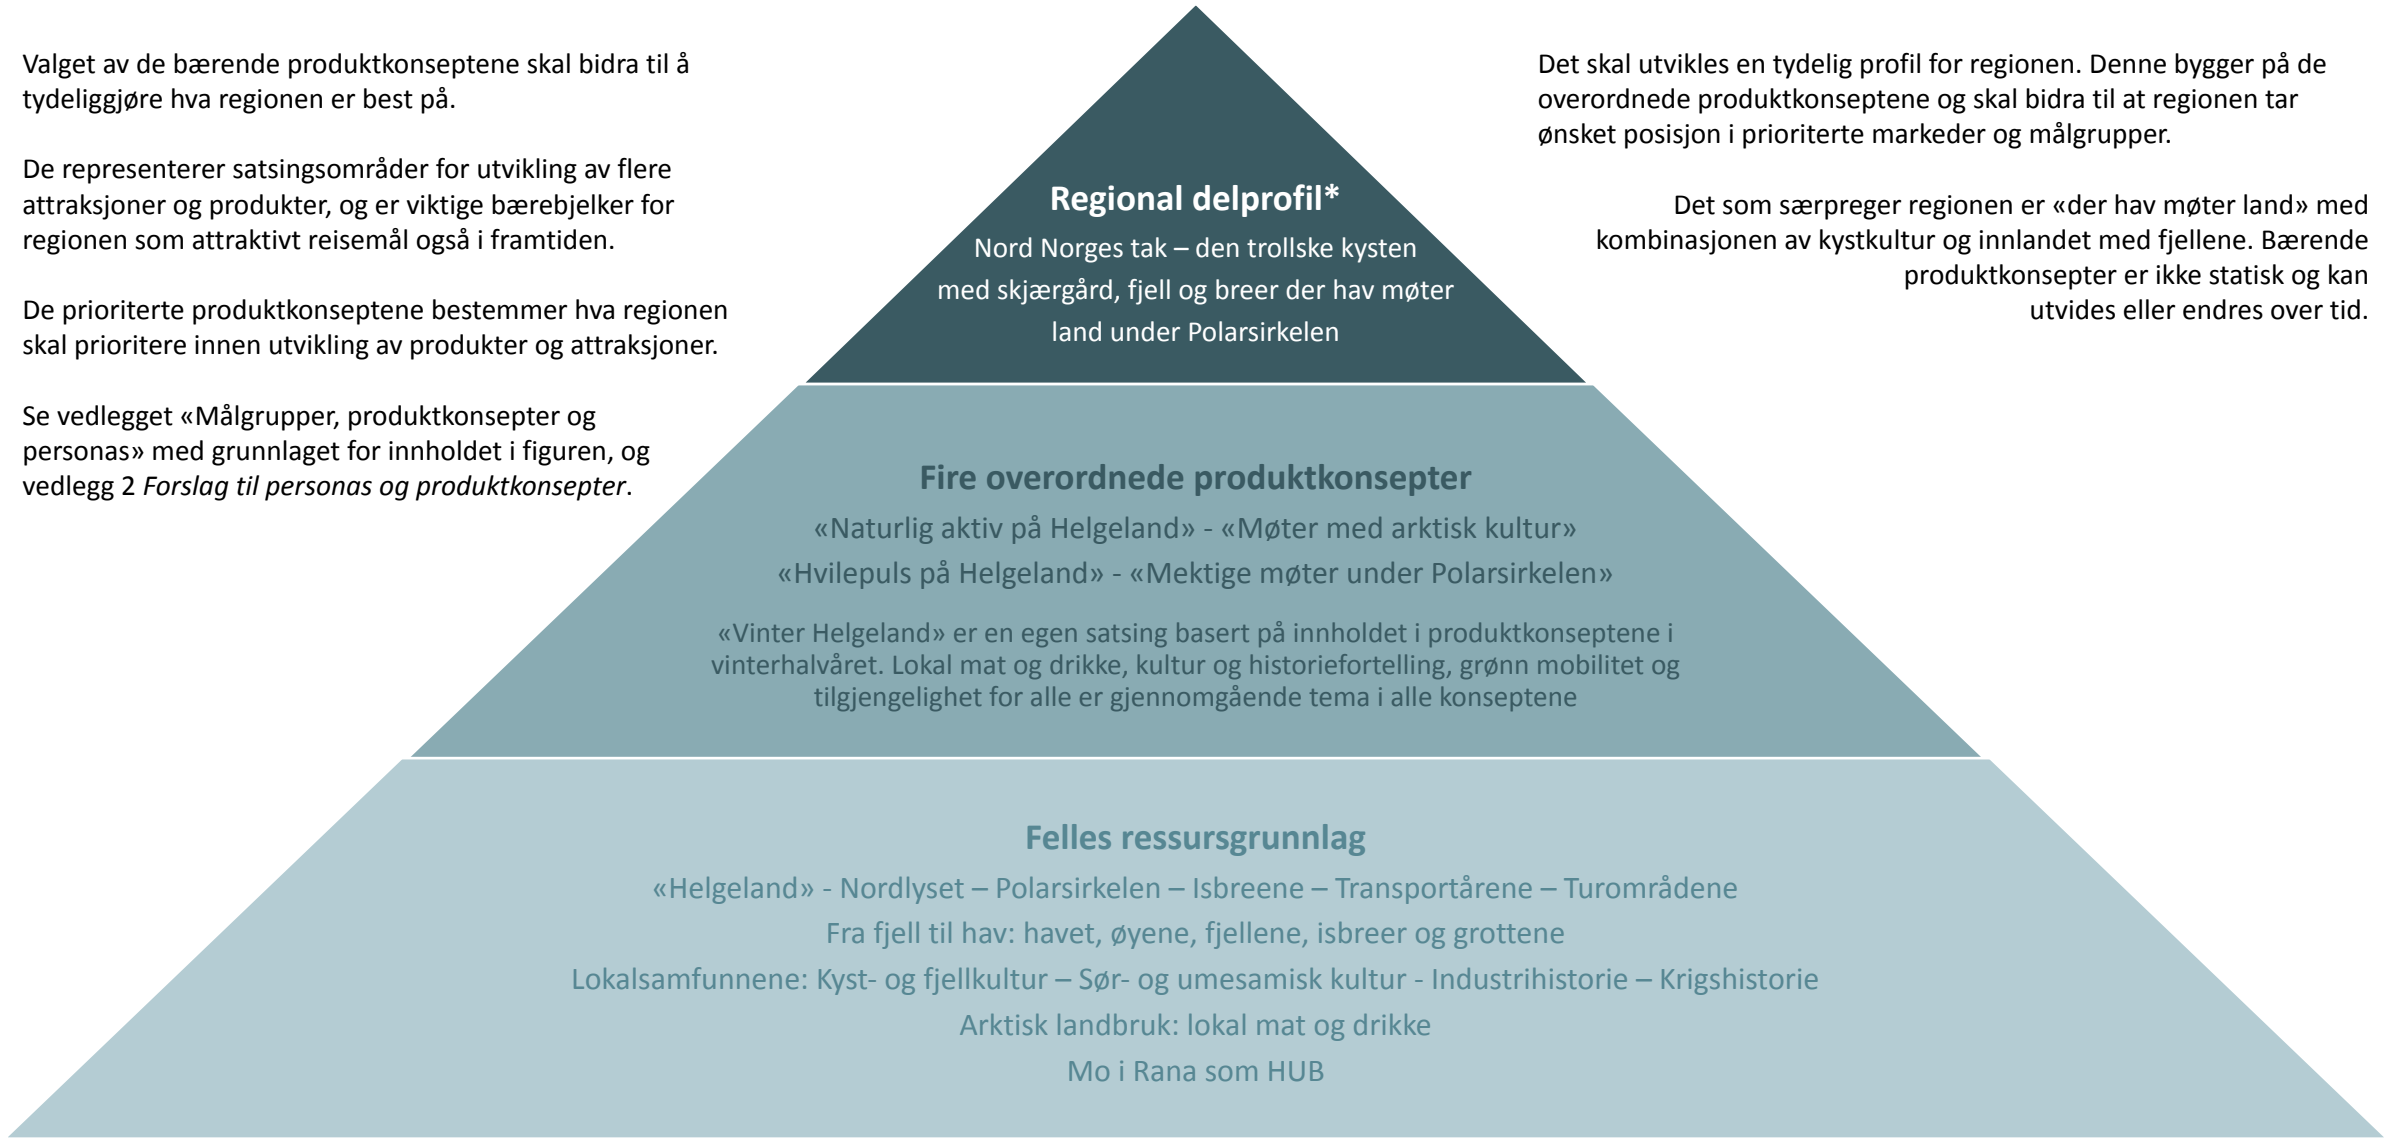 Valget av de bærende produktkonseptene skal bidra til å
tydeliggjøre hva regionen er best på.
De representerer satsingsområder for utvikling av flere
attraksjoner og produkter, og er viktige bærebjelker for
regionen som attraktivt reisemål også i framtiden.
De prioriterte produktkonseptene bestemmer hva regionen
skal prioritere innen utvikling av produkter og attraksjoner.
Se vedlegget «Målgrupper, produktkonsepter og
personas» med grunnlaget for innholdet i figuren, og
vedlegg 2 Forslag til personas og produktkonsepter.
Det skal utvikles en tydelig profil for regionen. Denne bygger på de
overordnede produktkonseptene og skal bidra til at regionen tar
ønsket posisjon i prioriterte markeder og målgrupper.
Det som særpreger regionen er «der hav møter land» med
kombinasjonen av kystkultur og innlandet med fjellene. Bærende
produktkonsepter er ikke statisk og kan
utvides eller endres over tid.
Regional delprofil*
Nord Norges tak – den trollske kysten
med skjærgård, fjell og breer der hav møter
land under Polarsirkelen
Fire overordnede produktkonsepter
«Naturlig aktiv på Helgeland» - «Møter med arktisk kultur»
«Hvilepuls på Helgeland» - «Mektige møter under Polarsirkelen»
«Vinter Helgeland» er en egen satsing basert på innholdet i produktkonseptene i
vinterhalvåret. Lokal mat og drikke, kultur og historiefortelling, grønn mobilitet og
tilgjengelighet for alle er gjennomgående tema i alle konseptene
Felles ressursgrunnlag
«Helgeland» - Nordlyset – Polarsirkelen – Isbreene – Transportårene – Turområdene
Fra fjell til hav: havet, øyene, fjellene, isbreer og grottene
Lokalsamfunnene: Kyst- og fjellkultur – Sør- og umesamisk kultur - Industrihistorie – Krigshistorie
Arktisk landbruk: lokal mat og drikke
Mo i Rana som HUB